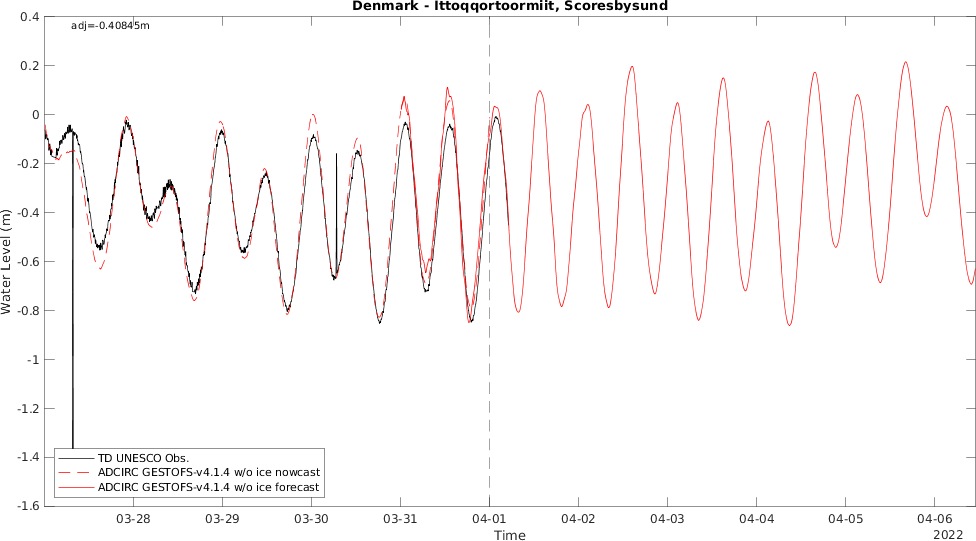 Denmark - Ittoqqortoormiit, Scoresbysund
adj=-0.40845m
0.4
0.2
0
-0.2
-0.4
-0.6
-0.8
-1
-1.2
-1.4
-1.6
Water Level (m)
TD UNESCO Obs.
ADCIRC GESTOFS-v4.1.4 w/o ice nowcast
ADCIRC GESTOFS-v4.1.4 w/o ice forecast
03-28 03-29 03-30 03-31 04-01 04-02 04-03 04-04 04-05 04-06
Time
2022